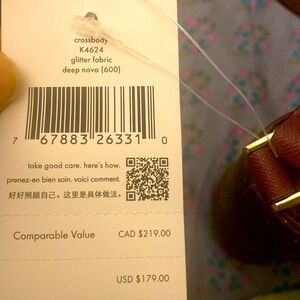 crossbody
K4624
glitter fabric
deep nova (600)
7 67883 26331 0
take good care. here's how.
prenez-en bien soin. voici comment.
好好照顾自己。这里是具体做法。
Comparable Value CAD $219.00
USD $179.00